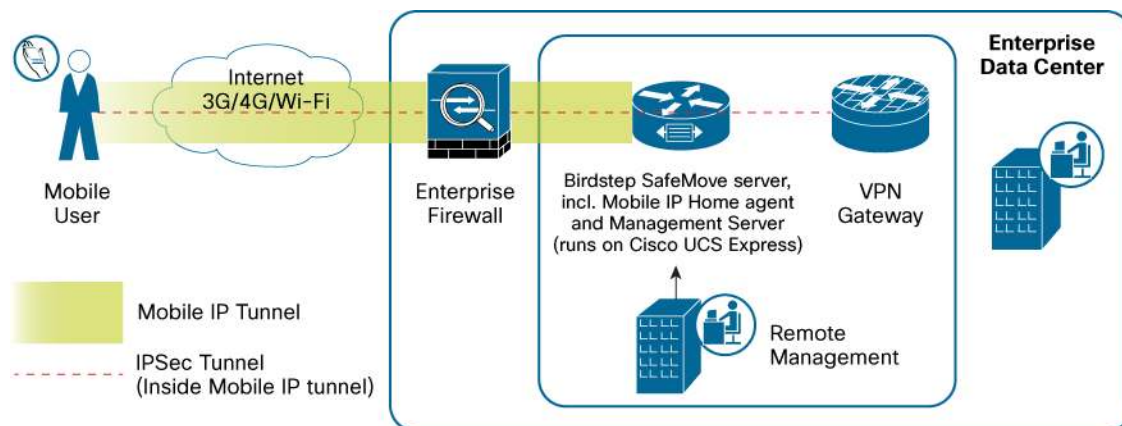 Enterprise
Data Center
Internet
3G/4G/Wi-Fi
Mobile
User
Enterprise
Firewall
Birdstep SafeMove server,
incl. Mobile IP Home agent
and Management Server
(runs on Cisco UCS Express)
VPN
Gateway
Remote
Management
Mobile IP Tunnel
IPSec Tunnel
(Inside Mobile IP tunnel)